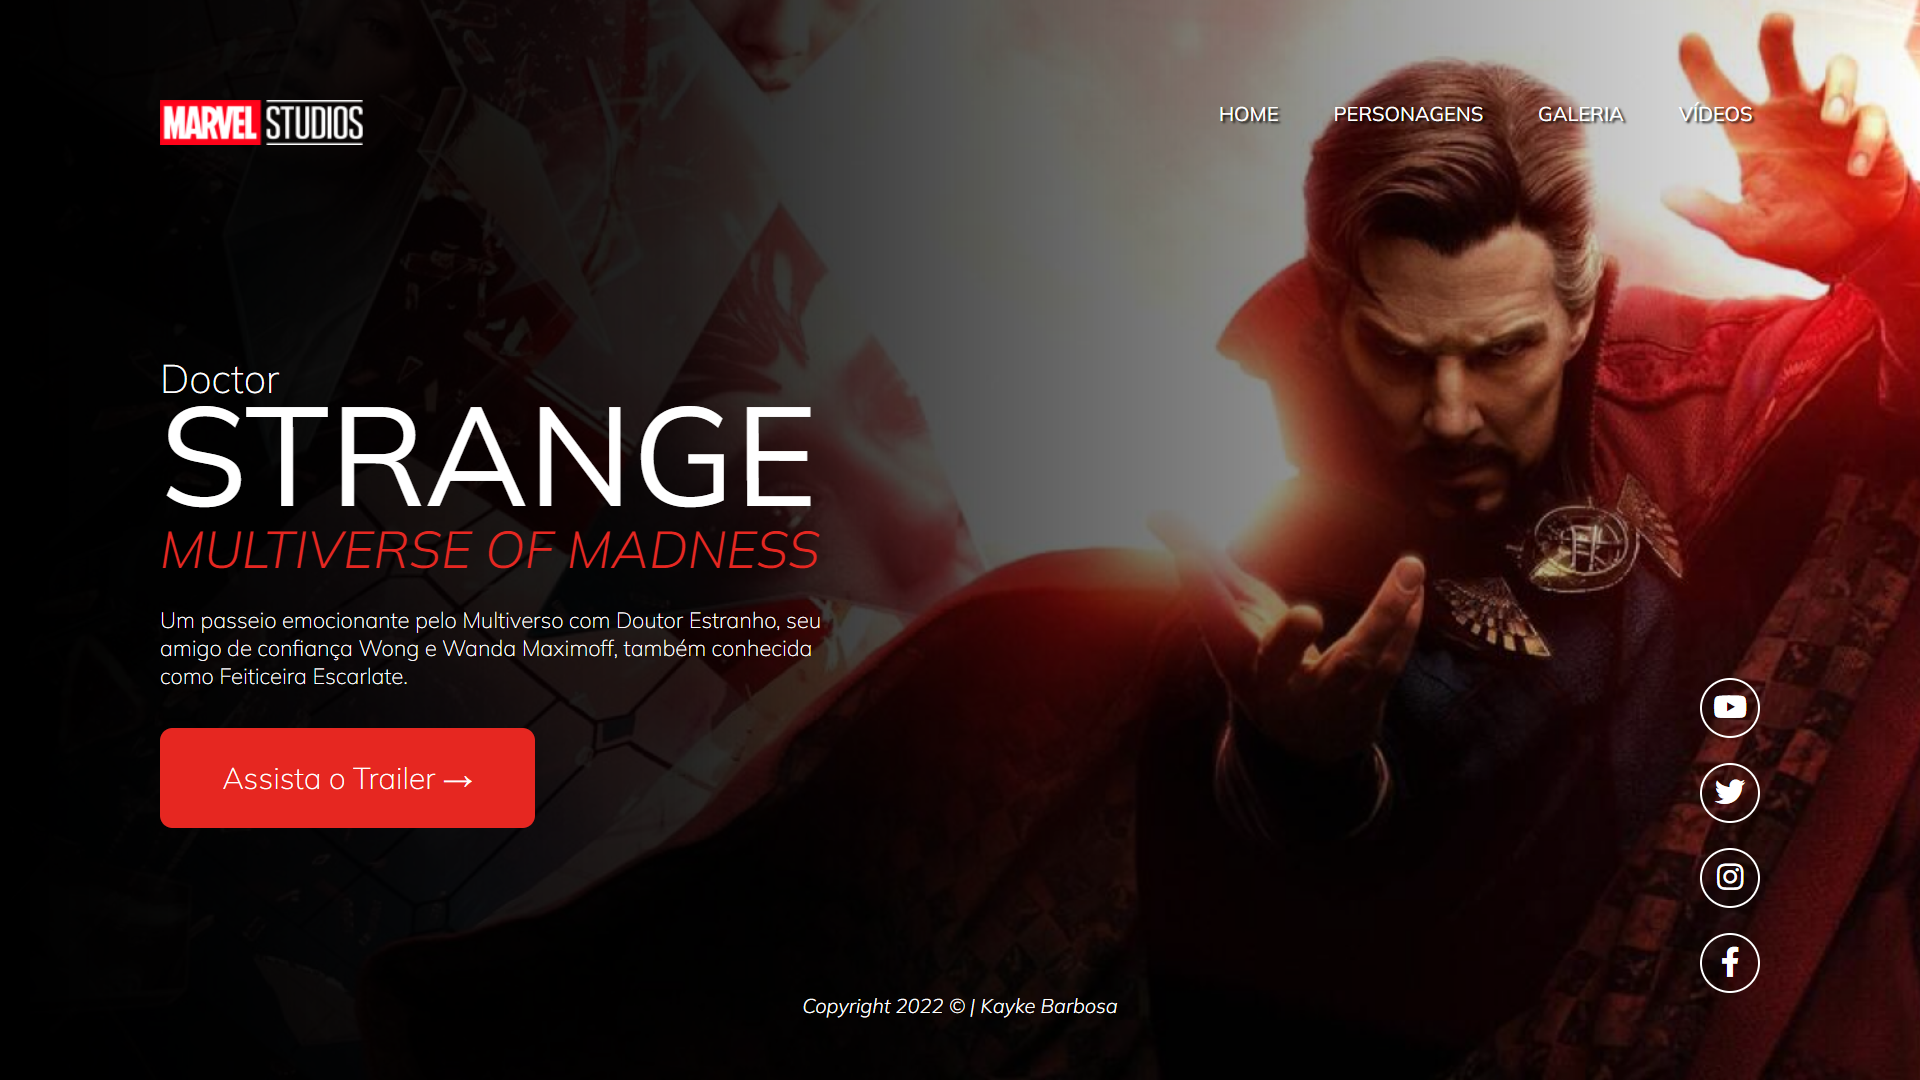 MARVEL STUDIOS
HOME PERSONAGENS GALERIA VÍDEOS
Doctor
STRANGE
MULTIVERSE OF MADNESS
Um passeio emocionante pelo Multiverso com Doutor Estranho, seu
amigo de confiança Wong e Wanda Maximoff, também conhecida
como Feiticeira Escarlate.
Assista o Trailer →
Copyright 2022 © | Kayke Barbosa